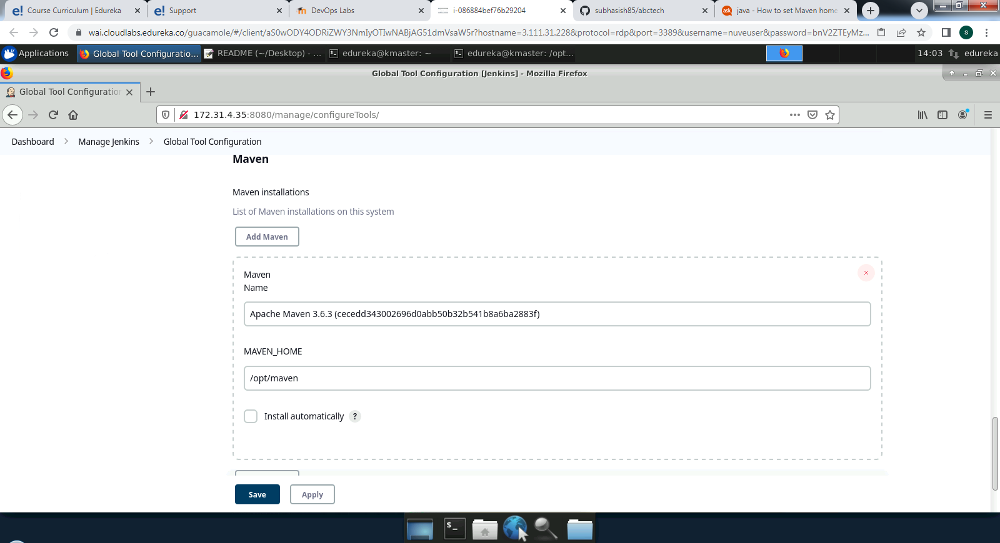 Course Curriculum | Edureka
Support
DevOps Labs
i-086884bef76b29204
subhasish85/abctech
java - How to set Maven home
wai.cloudlabs.edureka.co/guacamole/#/client/aS0wODY4ODRiZWY3NmIyOTIwNABjAG51dmVsaW5r?hostname=3.111.31.228&protocol=rdp&port=3389&username=nuveuser&password=bnV2ZTEyMz...
Applications
Global Tool Configuratio...
README (~/Desktop) - ...
edureka@kmaster: ~
edureka@kmaster: /opt...
14:03
edureka
Global Tool Configuration [Jenkins] - Mozilla Firefox
Global Tool Configuration
172.31.4.35:8080/manage/configureTools/
Dashboard
Manage Jenkins
Global Tool Configuration
Maven
Maven installations
List of Maven installations on this system
Add Maven
Maven
Name
Apache Maven 3.6.3 (cecedd343002696d0abb50b32b541b8a6ba2883f)
MAVEN_HOME
/opt/maven
Install automatically ?
Save
Apply